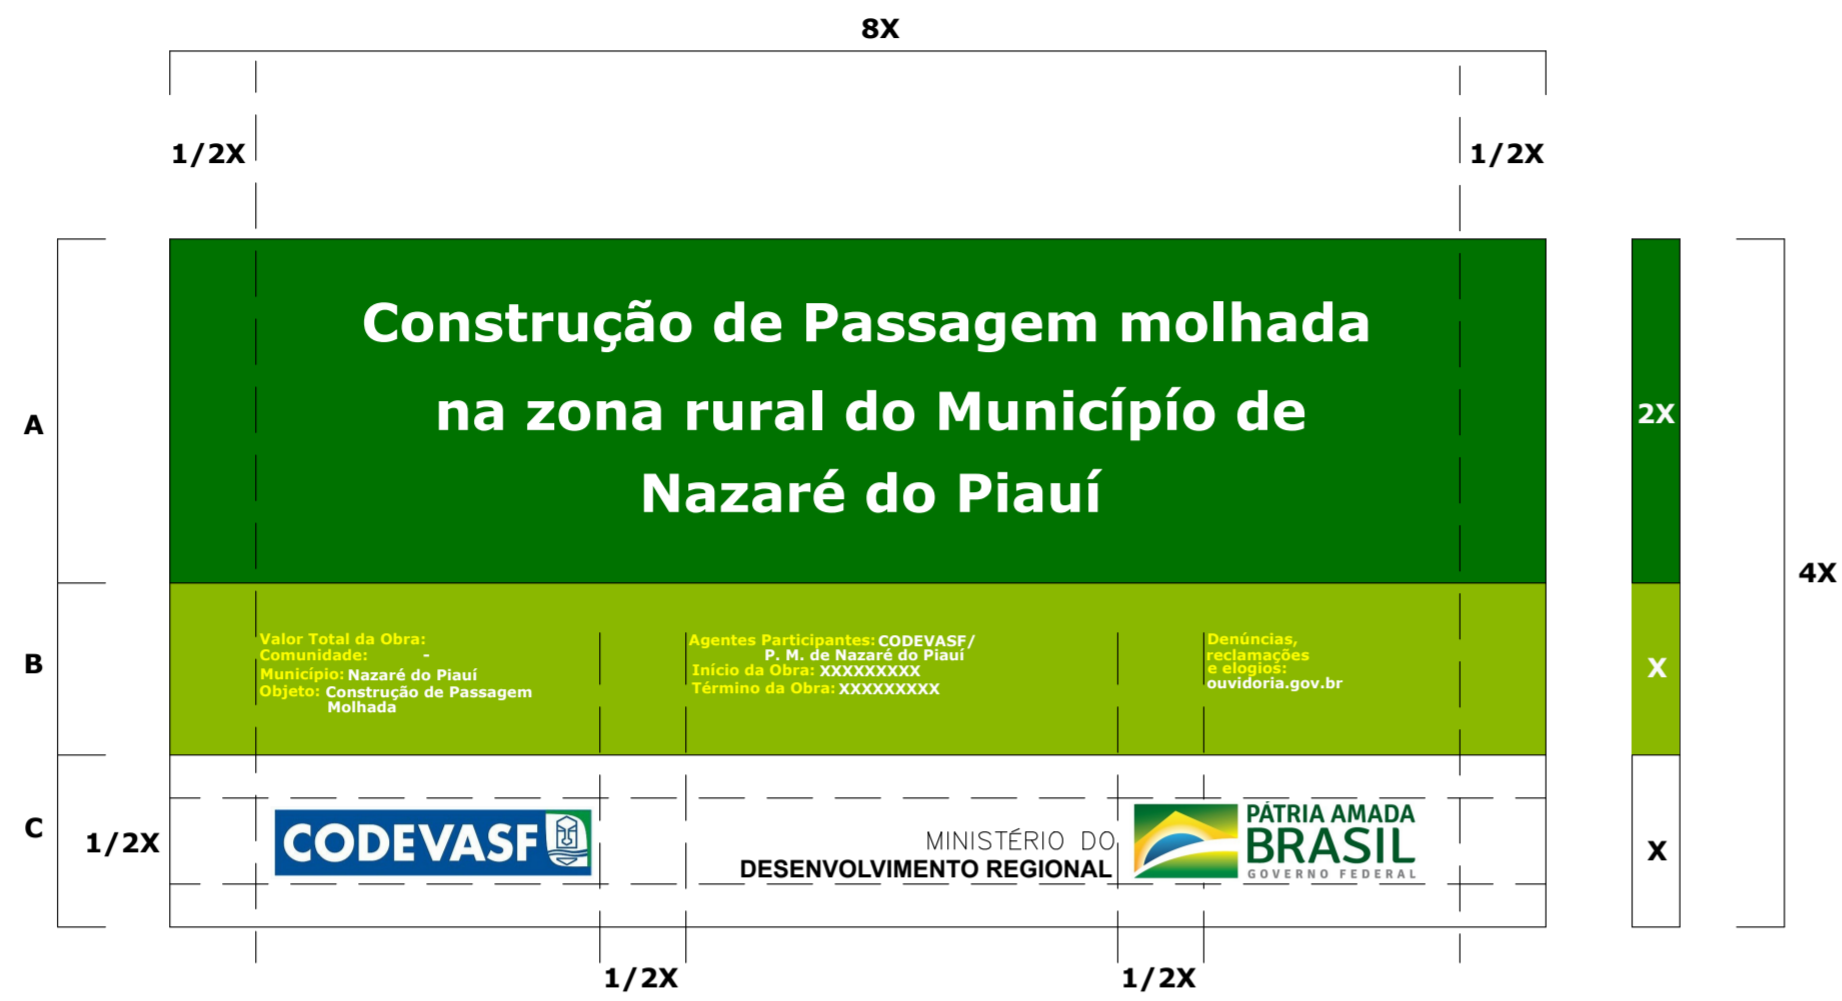 8X
1/2X
1/2X
A
Construção de Passagem molhada
na zona rural do Municípío de
Nazaré do Piauí
2X
4X
B
Valor Total da Obra:
Comunidade: -
Município: Nazaré do Piauí
Objeto: Construção de Passagem
Molhada
Agentes Participantes: CODEVASF/
P. M. de Nazaré do Piauí
Início da Obra: XXXXXXXXX
Término da Obra: XXXXXXXXX
Denúncias,
reclamações
e elogios:
ouvidoria.gov.br
X
C
1/2X
CODEVASF
MINISTÉRIO DO
DESENVOLVIMENTO REGIONAL
PÁTRIA AMADA
BRASIL
GOVERNO FEDERAL
X
1/2X
1/2X